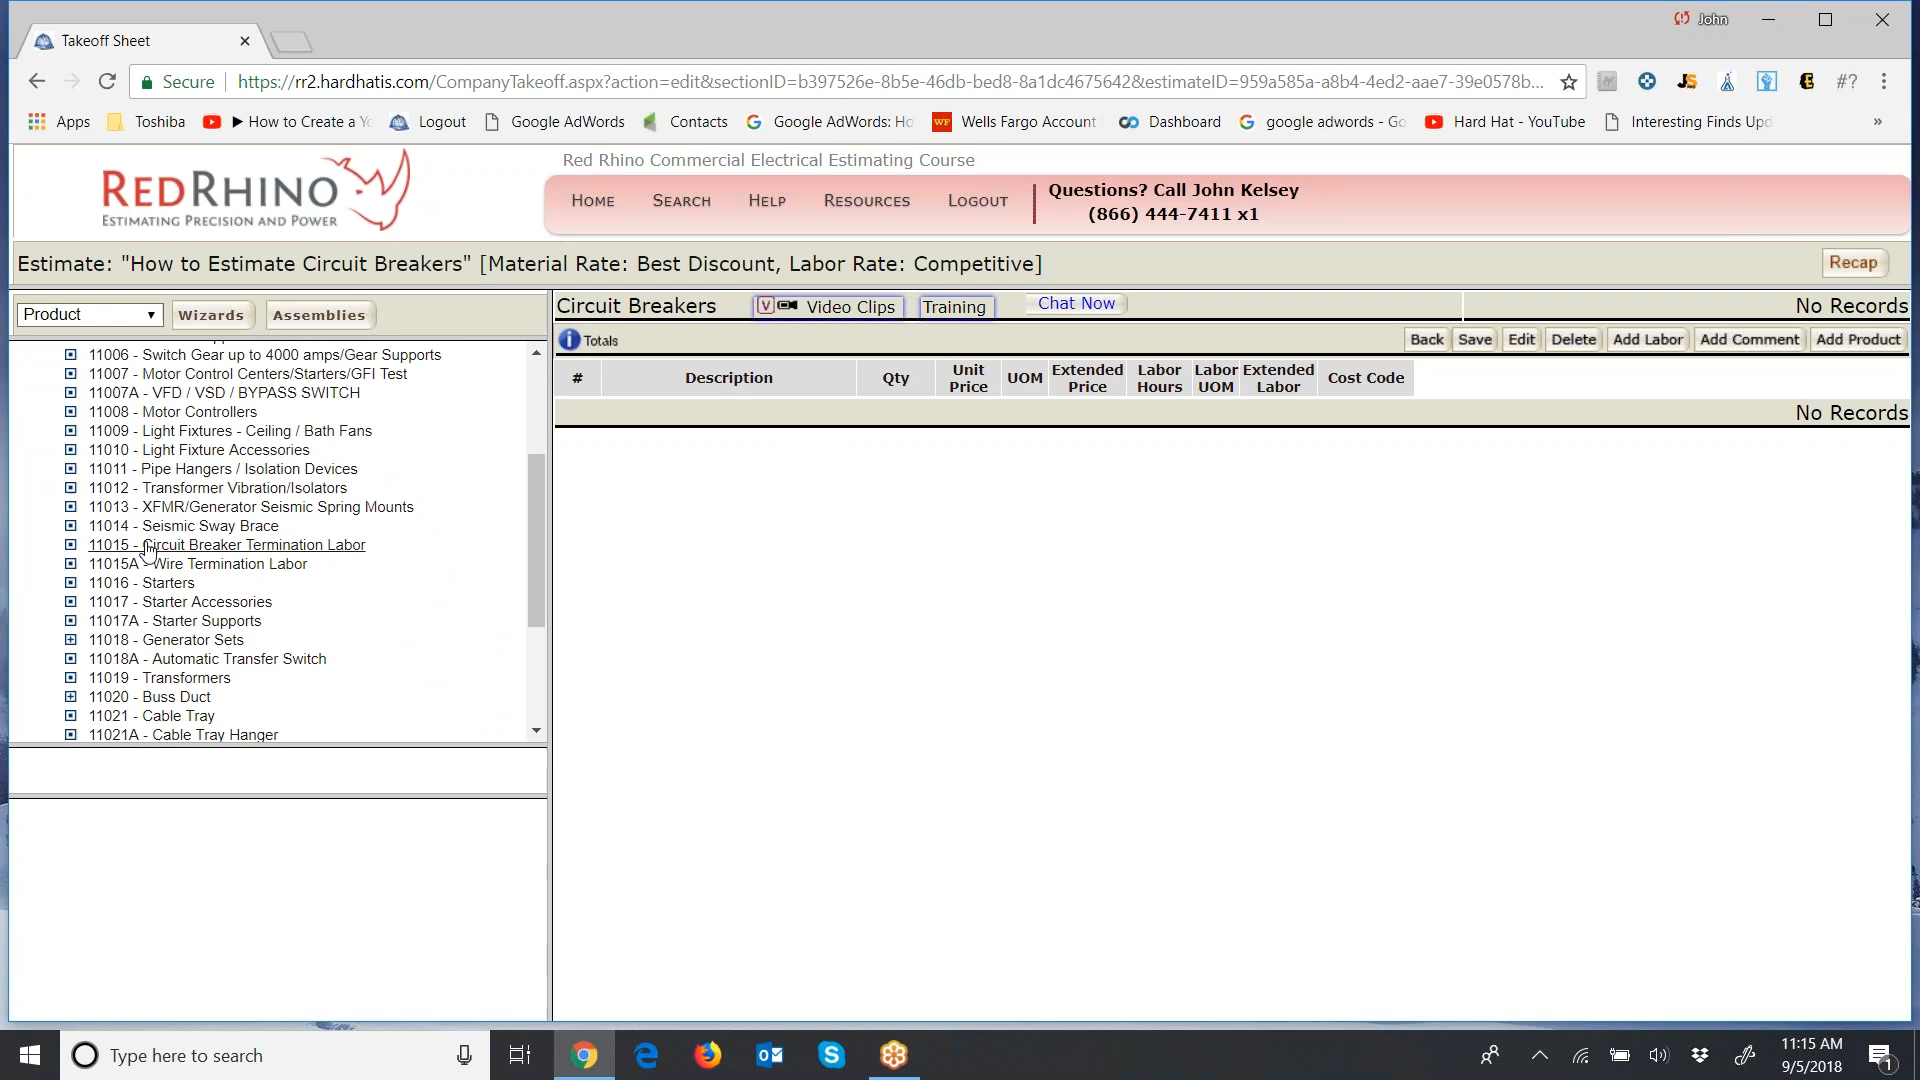 John
Takeoff Sheet
Secure
https://rr2.hardhatis.com/CompanyTakeoff.aspx?action=edit&sectionID=b397526e-8b5e-46db-bed8-8a1dc4675642&estimateID=959a585a-a8b4-4ed2-aae7-39e0578b...
#?
Apps Toshiba ▶ How to Create a Yo Logout Google AdWords Contacts Google AdWords: Ho Wells Fargo Account Dashboard google adwords - Go Hard Hat - YouTube Interesting Finds Upd »
RED RHINO
ESTIMATING PRECISION AND POWER
Red Rhino Commercial Electrical Estimating Course
HOME SEARCH HELP RESOURCES LOGOUT
Questions? Call John Kelsey
(866) 444-7411 x1
Estimate: "How to Estimate Circuit Breakers" [Material Rate: Best Discount, Labor Rate: Competitive]
Recap
Product Wizards Assemblies
11006 - Switch Gear up to 4000 amps/Gear Supports
11007 - Motor Control Centers/Starters/GFI Test
11007A - VFD / VSD / BYPASS SWITCH
11008 - Motor Controllers
11009 - Light Fixtures - Ceiling / Bath Fans
11010 - Light Fixture Accessories
11011 - Pipe Hangers / Isolation Devices
11012 - Transformer Vibration/Isolators
11013 - XFMR/Generator Seismic Spring Mounts
11014 - Seismic Sway Brace
11015 - Circuit Breaker Termination Labor
11015A - Wire Termination Labor
11016 - Starters
11017 - Starter Accessories
11017A - Starter Supports
11018 - Generator Sets
11018A - Automatic Transfer Switch
11019 - Transformers
11020 - Buss Duct
11021 - Cable Tray
11021A - Cable Tray Hanger
Circuit Breakers V Video Clips Training Chat Now No Records
Totals Back Save Edit Delete Add Labor Add Comment Add Product
# Description Qty Unit Price UOM Extended Price Labor Hours Labor UOM Extended Labor Cost Code
No Records
Type here to search
11:15 AM
9/5/2018
1